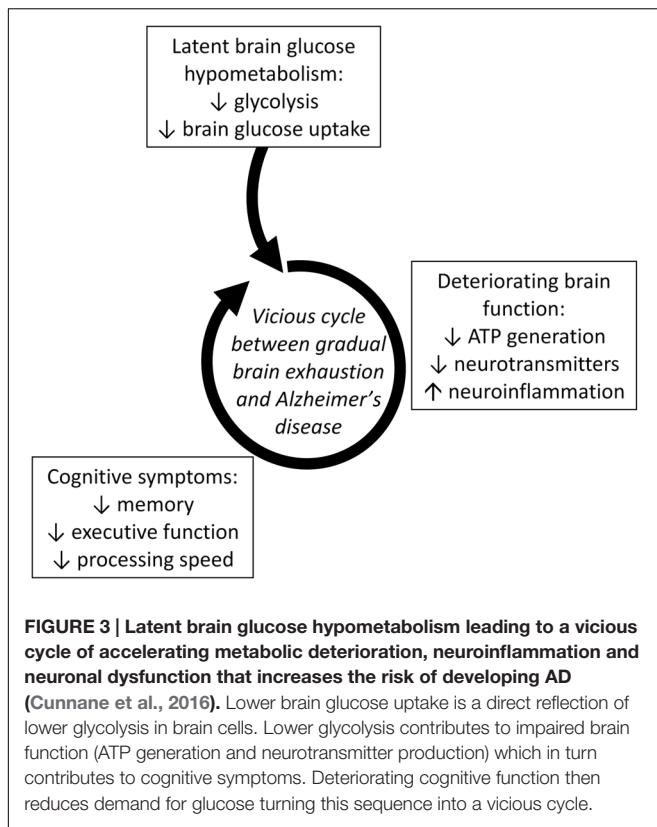 Latent brain glucose
hypometabolism:
↓ glycolysis
↓ brain glucose uptake
Vicious cycle
between gradual
brain exhaustion
and Alzheimer's
disease
Deteriorating brain
function:
↓ ATP generation
↓ neurotransmitters
↑ neuroinflammation
Cognitive symptoms:
↓ memory
↓ executive function
↓ processing speed
FIGURE 3 | Latent brain glucose hypometabolism leading to a vicious
cycle of accelerating metabolic deterioration, neuroinflammation and
neuronal dysfunction that increases the risk of developing AD
(Cunnane et al., 2016). Lower brain glucose uptake is a direct reflection of
lower glycolysis in brain cells. Lower glycolysis contributes to impaired brain
function (ATP generation and neurotransmitter production) which in turn
contributes to cognitive symptoms. Deteriorating cognitive function then
reduces demand for glucose turning this sequence into a vicious cycle.